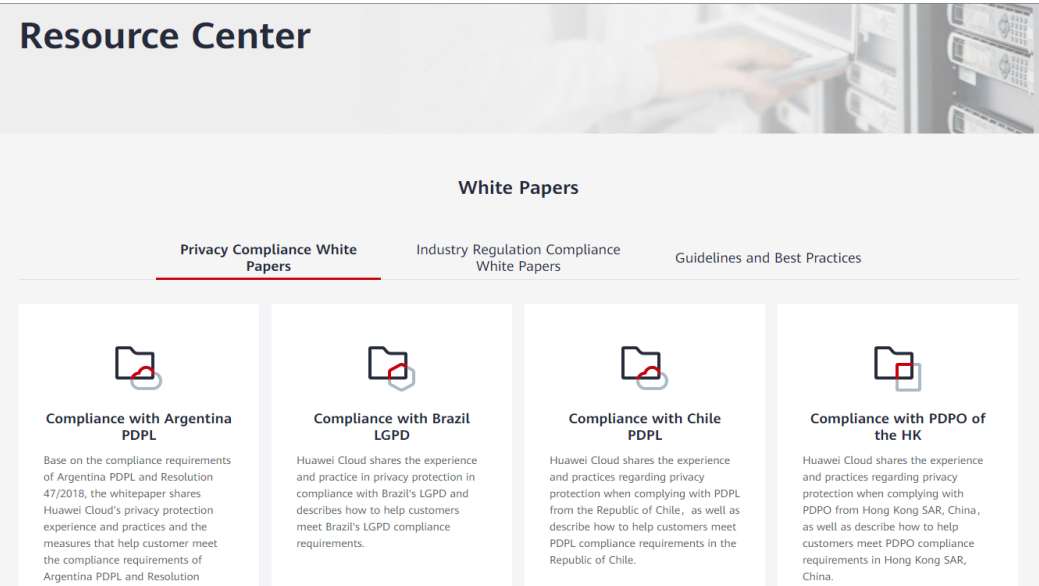 Resource Center
White Papers
Privacy Compliance White
Papers
Industry Regulation Compliance
White Papers
Guidelines and Best Practices
Compliance with Argentina
PDPL
Base on the compliance requirements
of Argentina PDPL and Resolution
47/2018, the whitepaper shares
Huawei Cloud's privacy protection
experience and practices and the
measures that help customer meet
the compliance requirements of
Argentina PDPL and Resolution
Compliance with Brazil
LGPD
Huawei Cloud shares the experience
and practice in privacy protection in
compliance with Brazil's LGPD and
describes how to help customers
meet Brazil's LGPD compliance
requirements.
Compliance with Chile
PDPL
Huawei Cloud shares the experience
and practices regarding privacy
protection when complying with PDPL
from the Republic of Chile，as well as
describe how to help customers meet
PDPL compliance requirements in the
Republic of Chile.
Compliance with PDPO of
the HK
Huawei Cloud shares the experience
and practices regarding privacy
protection when complying with
PDPO from Hong Kong SAR, China，
as well as describe how to help
customers meet PDPO compliance
requirements in Hong Kong SAR,
China.